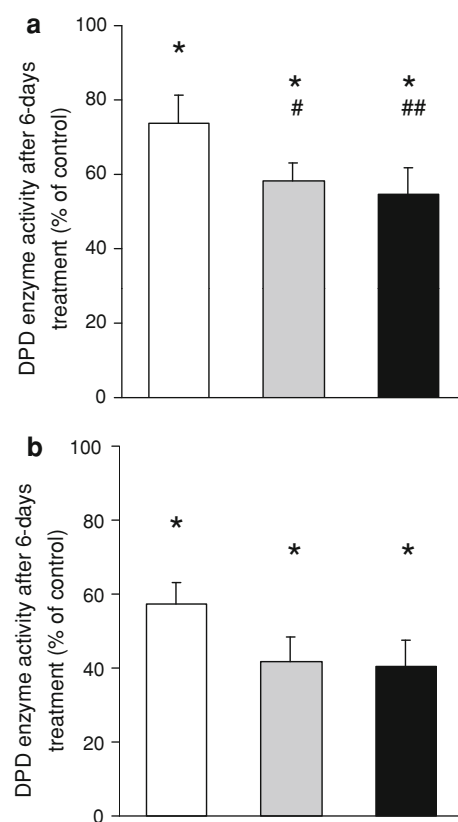 a
DPD enzyme activity after 6-days
treatment (% of control)
100
80
60
40
20
0
* * *
# ##
b
DPD enzyme activity after 6-days
treatment (% of control)
100
80
60
40
20
0
* * *